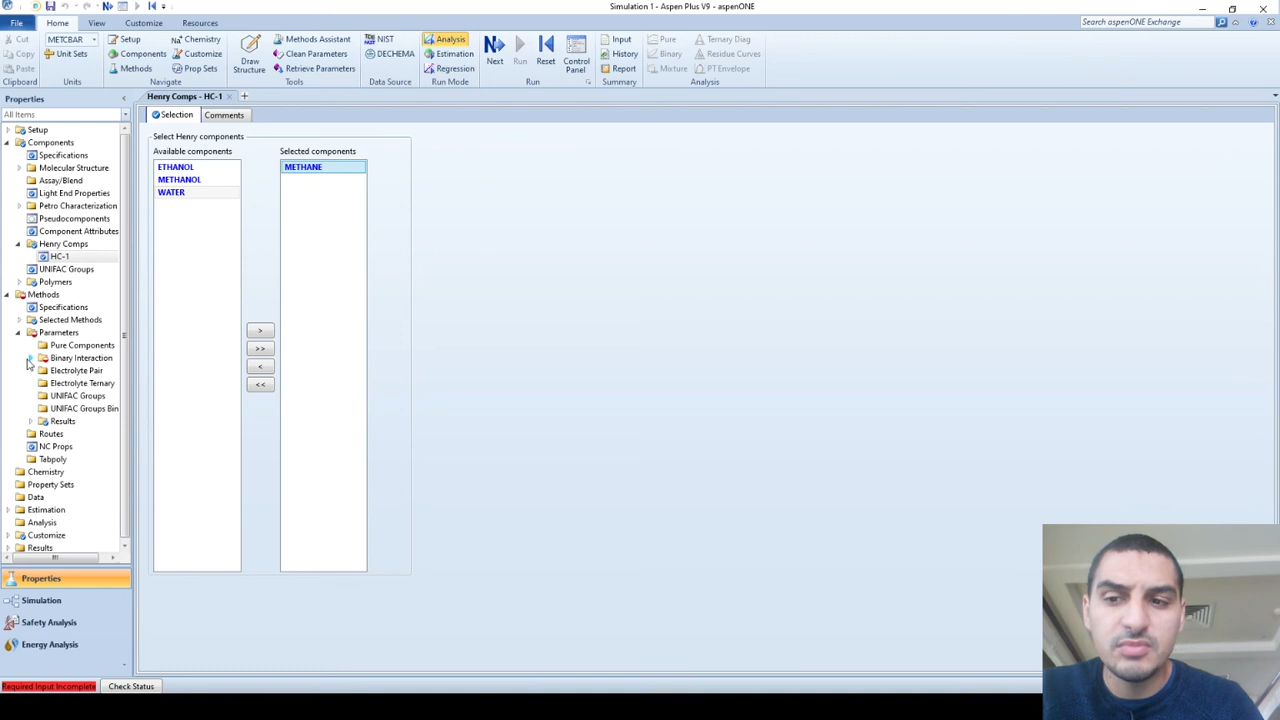 Simulation 1 - Aspen Plus V9 - aspenONE
File Home View Customize Resources
Search aspenONE Exchange
Cut METCBAR Setup Chemistry Methods Assistant NIST Analysis Input Pure Ternary Diag
Copy Unit Sets Components Customize Draw Structure Clean Parameters DECHEMA Estimation Next Run Reset Control Panel History Binary Residue Curves
Paste Methods Prop Sets Retrieve Parameters Regression Report Mixture PT Envelope
Clipboard Units Navigate Tools Data Source Run Mode Run Summary Analysis
Properties
Henry Comps - HC-1
All Items
Selection Comments
Setup
Components
Specifications
Molecular Structure
Assay/Blend
Light End Properties
Petro Characterization
Pseudocomponents
Component Attributes
Henry Comps
HC-1
UNIFAC Groups
Polymers
Methods
Specifications
Selected Methods
Parameters
Pure Components
Binary Interaction
Electrolyte Pair
Electrolyte Ternary
UNIFAC Groups
UNIFAC Groups Bin
Results
Routes
NC Props
Tabpoly
Chemistry
Property Sets
Data
Estimation
Analysis
Customize
Results
Select Henry components
Available components Selected components
ETHANOL METHANE
METHANOL
WATER
>
>>
<
<<
Properties
Simulation
Safety Analysis
Energy Analysis
Required Input Incomplete Check Status